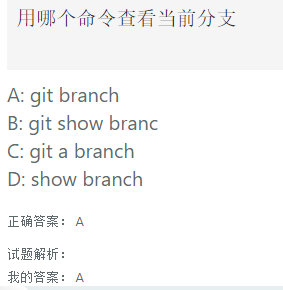 用哪个命令查看当前分支
A: git branch
B: git show branc
C: git a branch
D: show branch
正确答案： A
试题解析：
我的答案： A